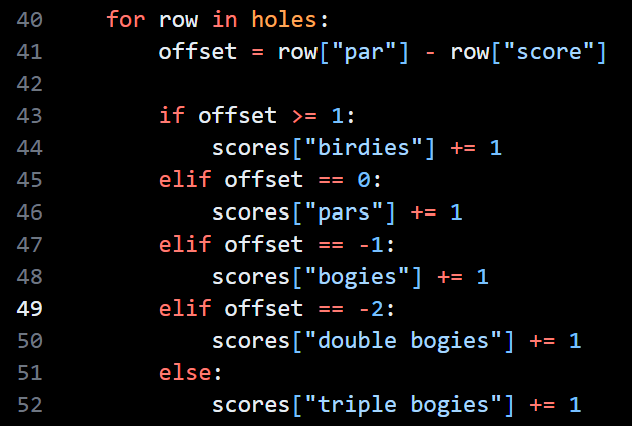 40 for row in holes:
41 offset = row["par"] - row["score"]
42
43 if offset >= 1:
44 scores["birdies"] += 1
45 elif offset == 0:
46 scores["pars"] += 1
47 elif offset == -1:
48 scores["bogies"] += 1
49 elif offset == -2:
50 scores["double bogies"] += 1
51 else:
52 scores["triple bogies"] += 1